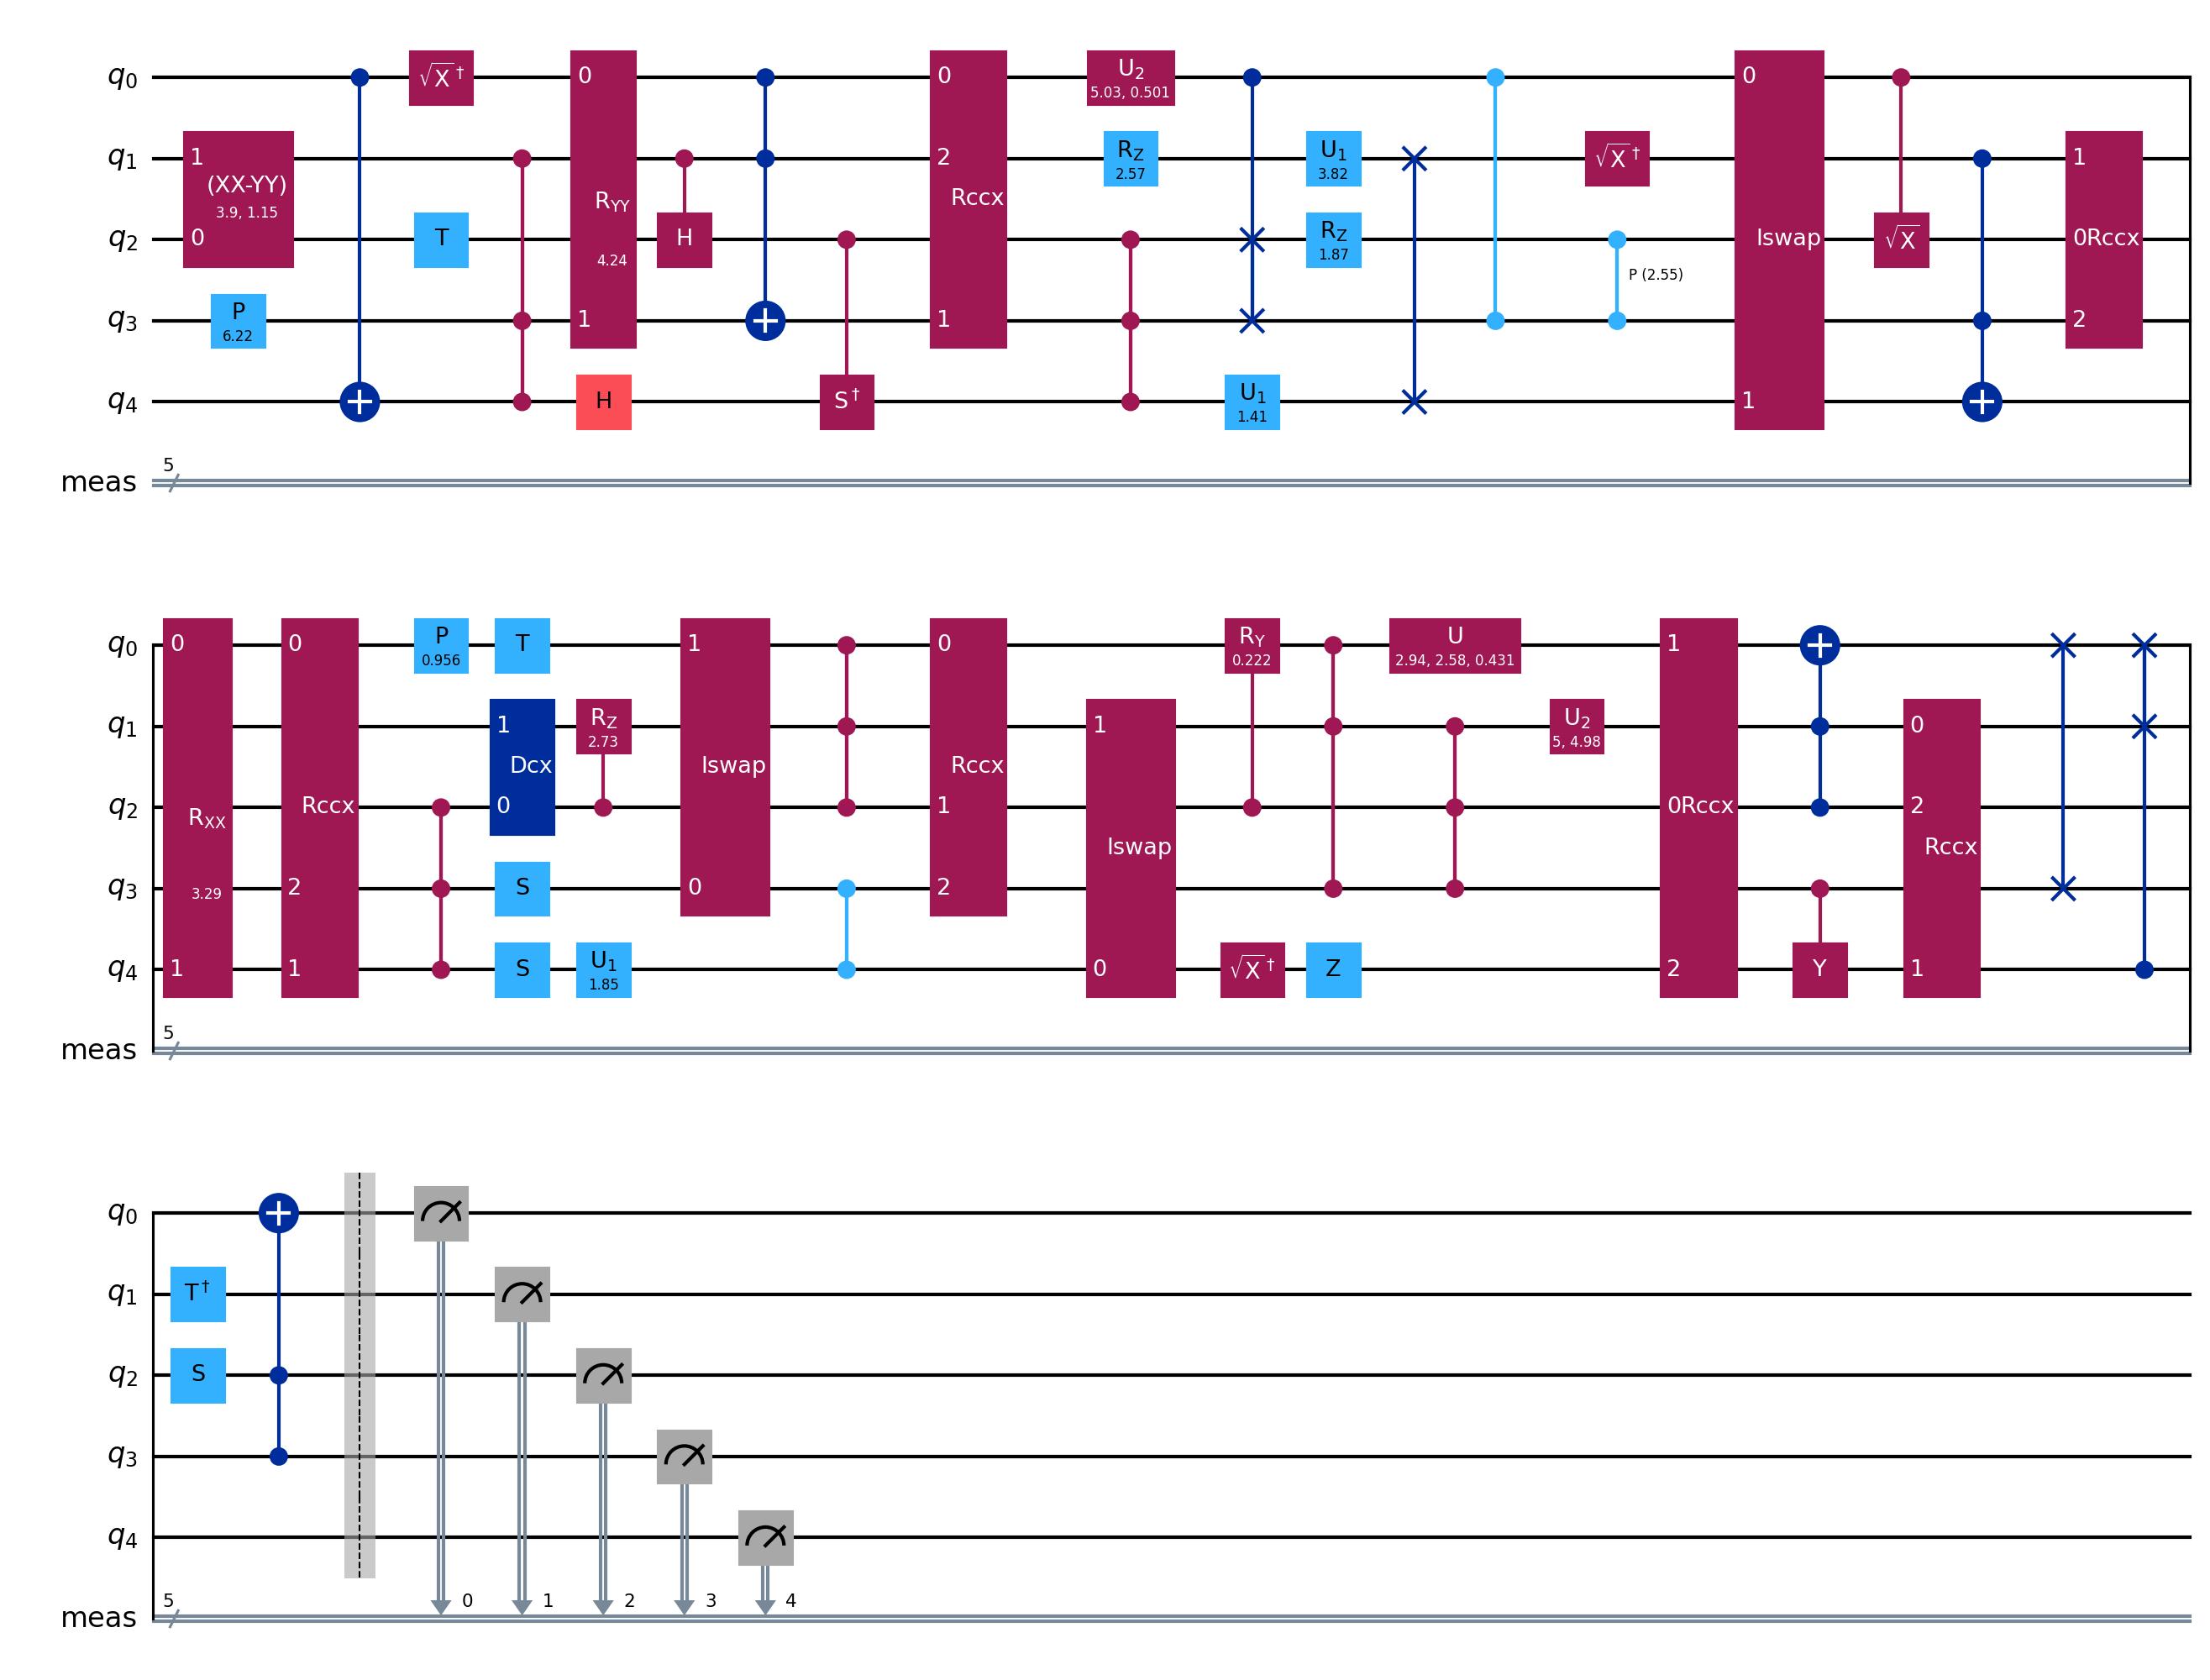 q0 √X† 0 0 U2 5.03, 0.501 0
q1 1 (XX-YY) 3.9, 1.15 2 Rccx RZ 2.57 U1 3.82 √X† 1
q2 0 T RYY 4.24 H RZ 1.87 P (2.55) Iswap √X 0Rccx
q3 P 6.22 1 1 2
q4 H S† U1 1.41 1
meas 5
q0 0 0 P 0.956 T 1 0 RY 0.222 U 2.94, 2.58, 0.431 1
q1 1 Dcx RZ 2.73 Iswap Rccx 1 U2 5, 4.98 0
q2 RXX Rccx 0 1 Iswap 0Rccx 2 Rccx
q3 3.29 2 S 0 2
q4 1 1 S U1 1.85 0 √X† Z 2 Y 1
meas 5
q0
q1 T†
q2 S
q3
q4
meas 5 0 1 2 3 4